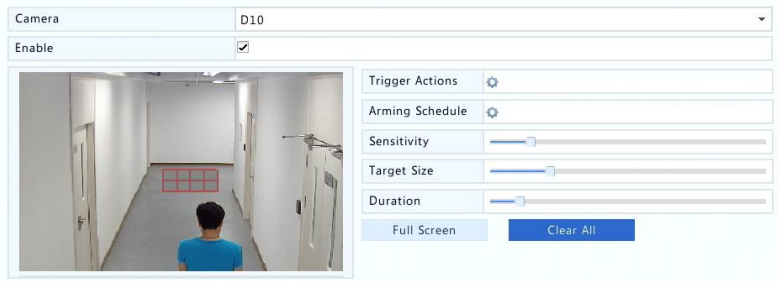 Camera D10
Enable
Trigger Actions
Arming Schedule
Sensitivity
Target Size
Duration
Full Screen Clear All